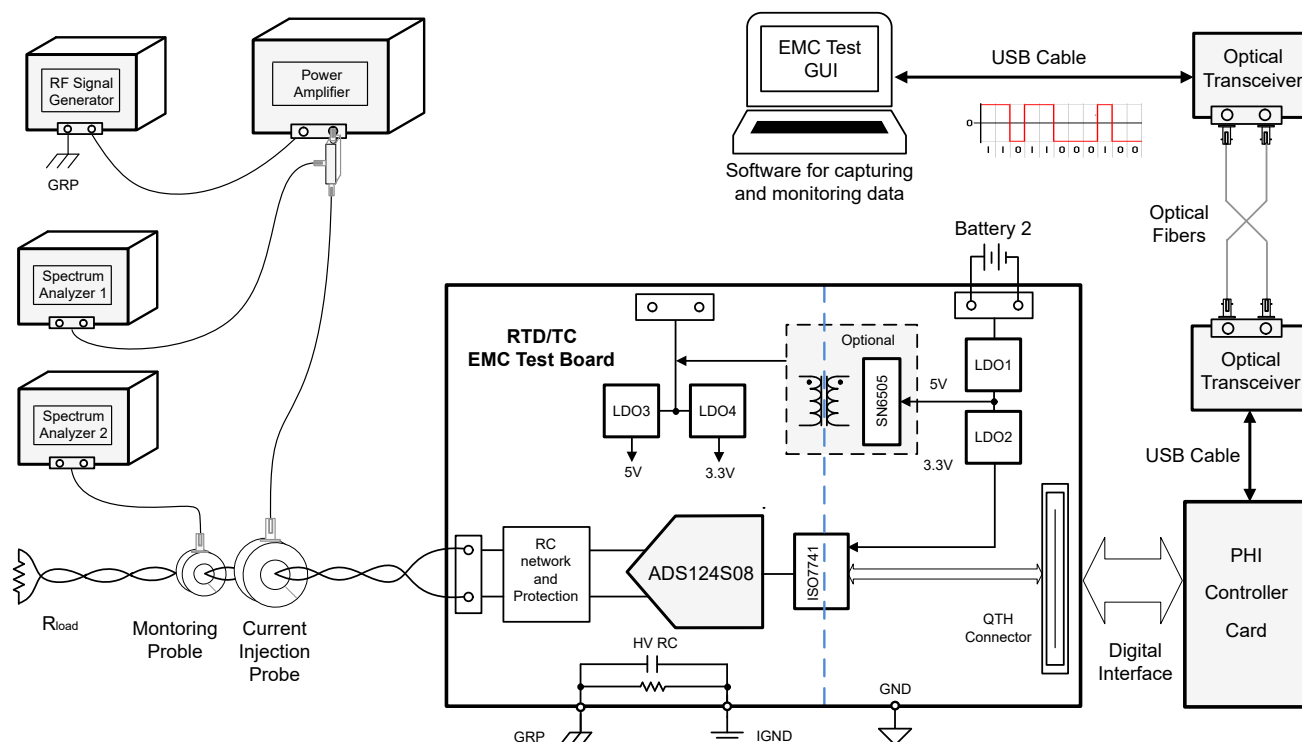 RF Signal
Generator
GRP
Power
Amplifier
EMC Test
GUI
Software for capturing
and monitoring data
USB Cable
0
1 1 0 1 1 0 0 0 1 0 0
Optical
Transceiver
Optical
Fibers
Optical
Transceiver
USB Cable
Spectrum
Analyzer 1
Spectrum
Analyzer 2
Rload
Montoring
Proble
Current
Injection
Probe
RTD/TC
EMC Test Board
Battery 2
Optional
SN6505
5V
LDO1
LDO2
3.3V
LDO3
LDO4
5V
3.3V
RC
network
and
Protection
ADS124S08
ISO7741
QTH
Connector
HV RC
GRP
IGND
GND
Digital
Interface
PHI
Controller
Card